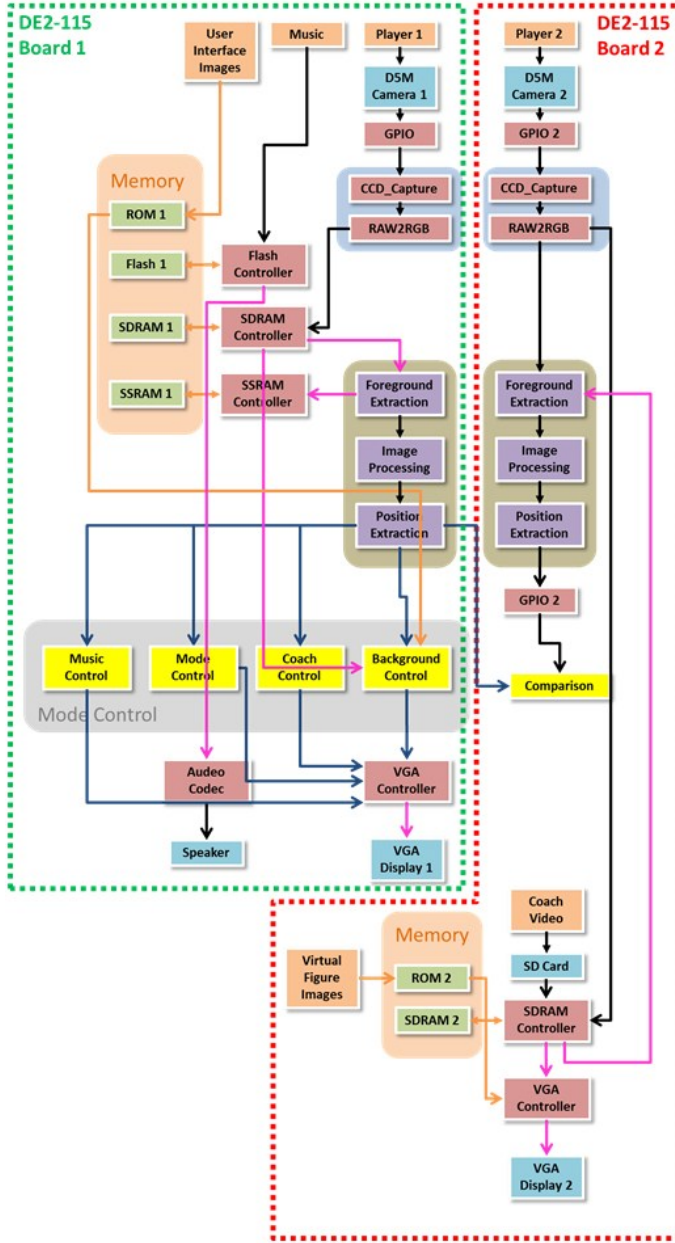 DE2-115
Board 1
User
Interface
Images
Music
Player 1
D5M
Camera 1
GPIO
CCD_Capture
RAW2RGB
Memory
ROM 1
Flash 1
SDRAM 1
SSRAM 1
Flash
Controller
SDRAM
Controller
SSRAM
Controller
Foreground
Extraction
Image
Processing
Position
Extraction
Music
Control
Mode
Control
Coach
Control
Background
Control
Mode Control
Audeo
Codec
VGA
Controller
Speaker
VGA
Display 1
DE2-115
Board 2
Player 2
D5M
Camera 2
GPIO 2
CCD_Capture
RAW2RGB
Foreground
Extraction
Image
Processing
Position
Extraction
GPIO 2
Comparison
Coach
Video
SD Card
Memory
Virtual
Figure
Images
ROM 2
SDRAM 2
SDRAM
Controller
VGA
Controller
VGA
Display 2